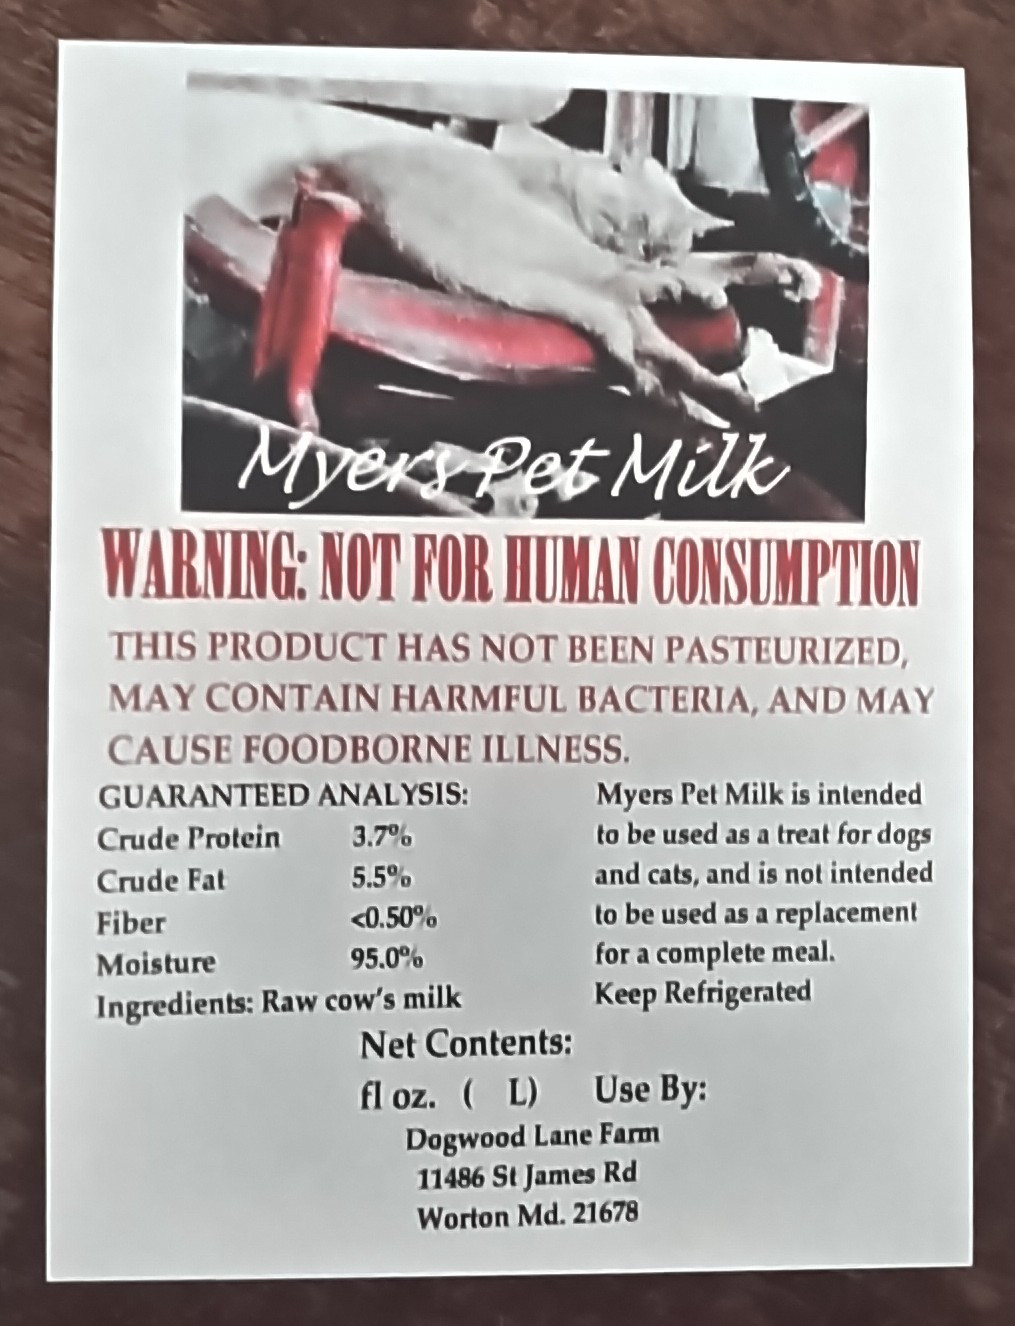 Myers Pet Milk
WARNING: NOT FOR HUMAN CONSUMPTION
THIS PRODUCT HAS NOT BEEN PASTEURIZED,
MAY CONTAIN HARMFUL BACTERIA, AND MAY
CAUSE FOODBORNE ILLNESS.
GUARANTEED ANALYSIS:
Crude Protein 3.7%
Crude Fat 5.5%
Fiber <0.50%
Moisture 95.0%
Ingredients: Raw cow's milk
Myers Pet Milk is intended
to be used as a treat for dogs
and cats, and is not intended
to be used as a replacement
for a complete meal.
Keep Refrigerated
Net Contents:
fl oz. ( L) Use By:
Dogwood Lane Farm
11486 St James Rd
Worton Md. 21678